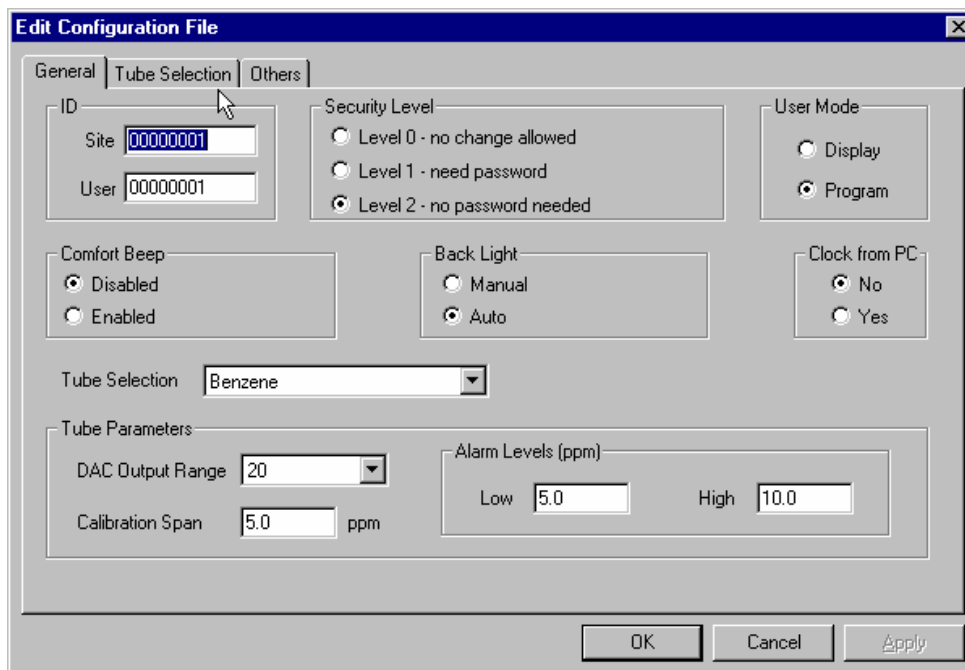 Edit Configuration File
General Tube Selection Others
ID Security Level User Mode
Site 00000001 Level 0 - no change allowed Display
Level 1 - need password
User 00000001 Level 2 - no password needed Program
Comfort Beep Back Light Clock from PC
Disabled Manual No
Enabled Auto Yes
Tube Selection Benzene
Tube Parameters
DAC Output Range 20 Alarm Levels (ppm)
Low 5.0 High 10.0
Calibration Span 5.0 ppm
OK Cancel Apply